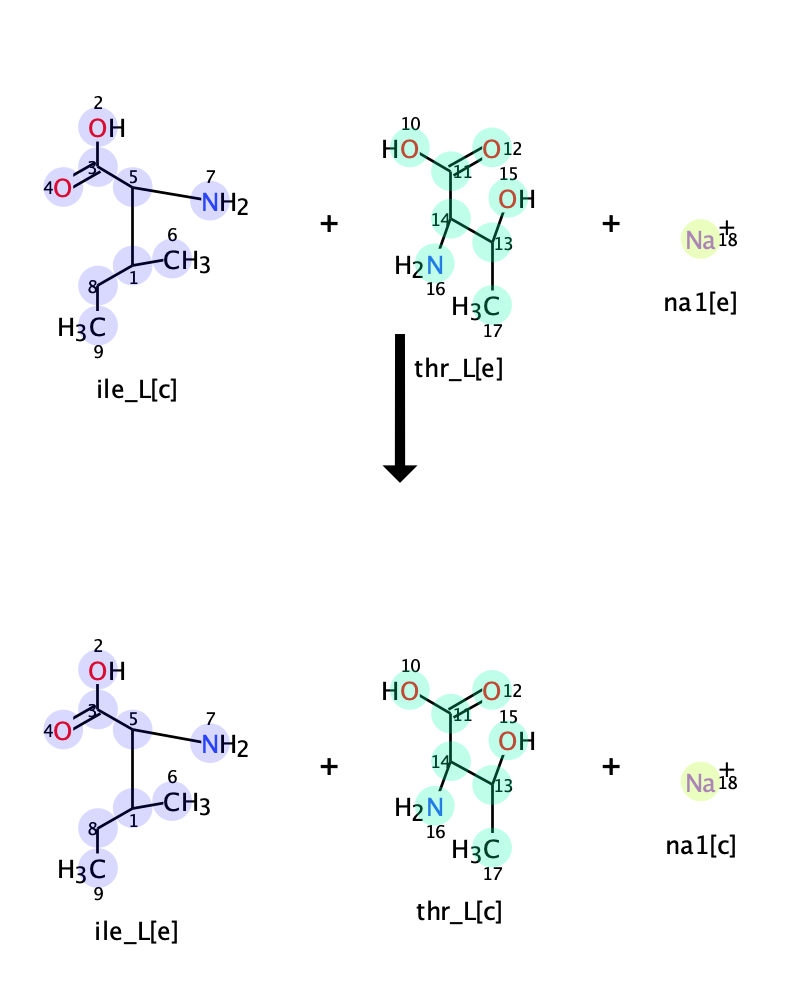 2
OH
3
4 O
5
7
NH2
6
CH3
1
8
H3C
9
ile_L[c]
+
10
HO
O 12
11
15
OH
14
13
H2N
16
H3C
17
thr_L[e]
+
Na+
18
na1[e]
2
OH
3
4 O
5
7
NH2
6
CH3
1
8
H3C
9
ile_L[e]
+
10
HO
O 12
11
15
OH
14
13
H2N
16
H3C
17
thr_L[c]
+
Na+
18
na1[c]